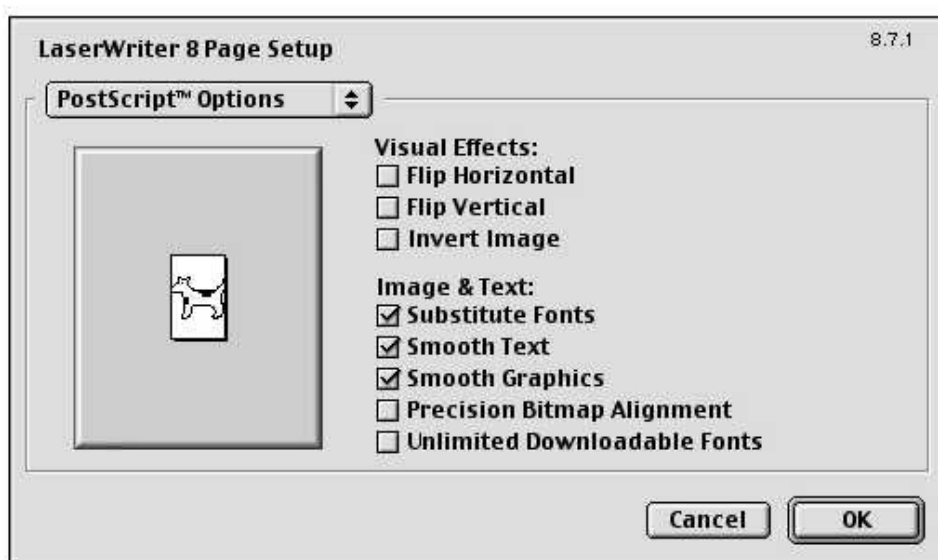 LaserWriter 8 Page Setup
8.7.1
PostScript™ Options
Visual Effects:
Flip Horizontal
Flip Vertical
Invert Image
Image & Text:
Substitute Fonts
Smooth Text
Smooth Graphics
Precision Bitmap Alignment
Unlimited Downloadable Fonts
Cancel
OK